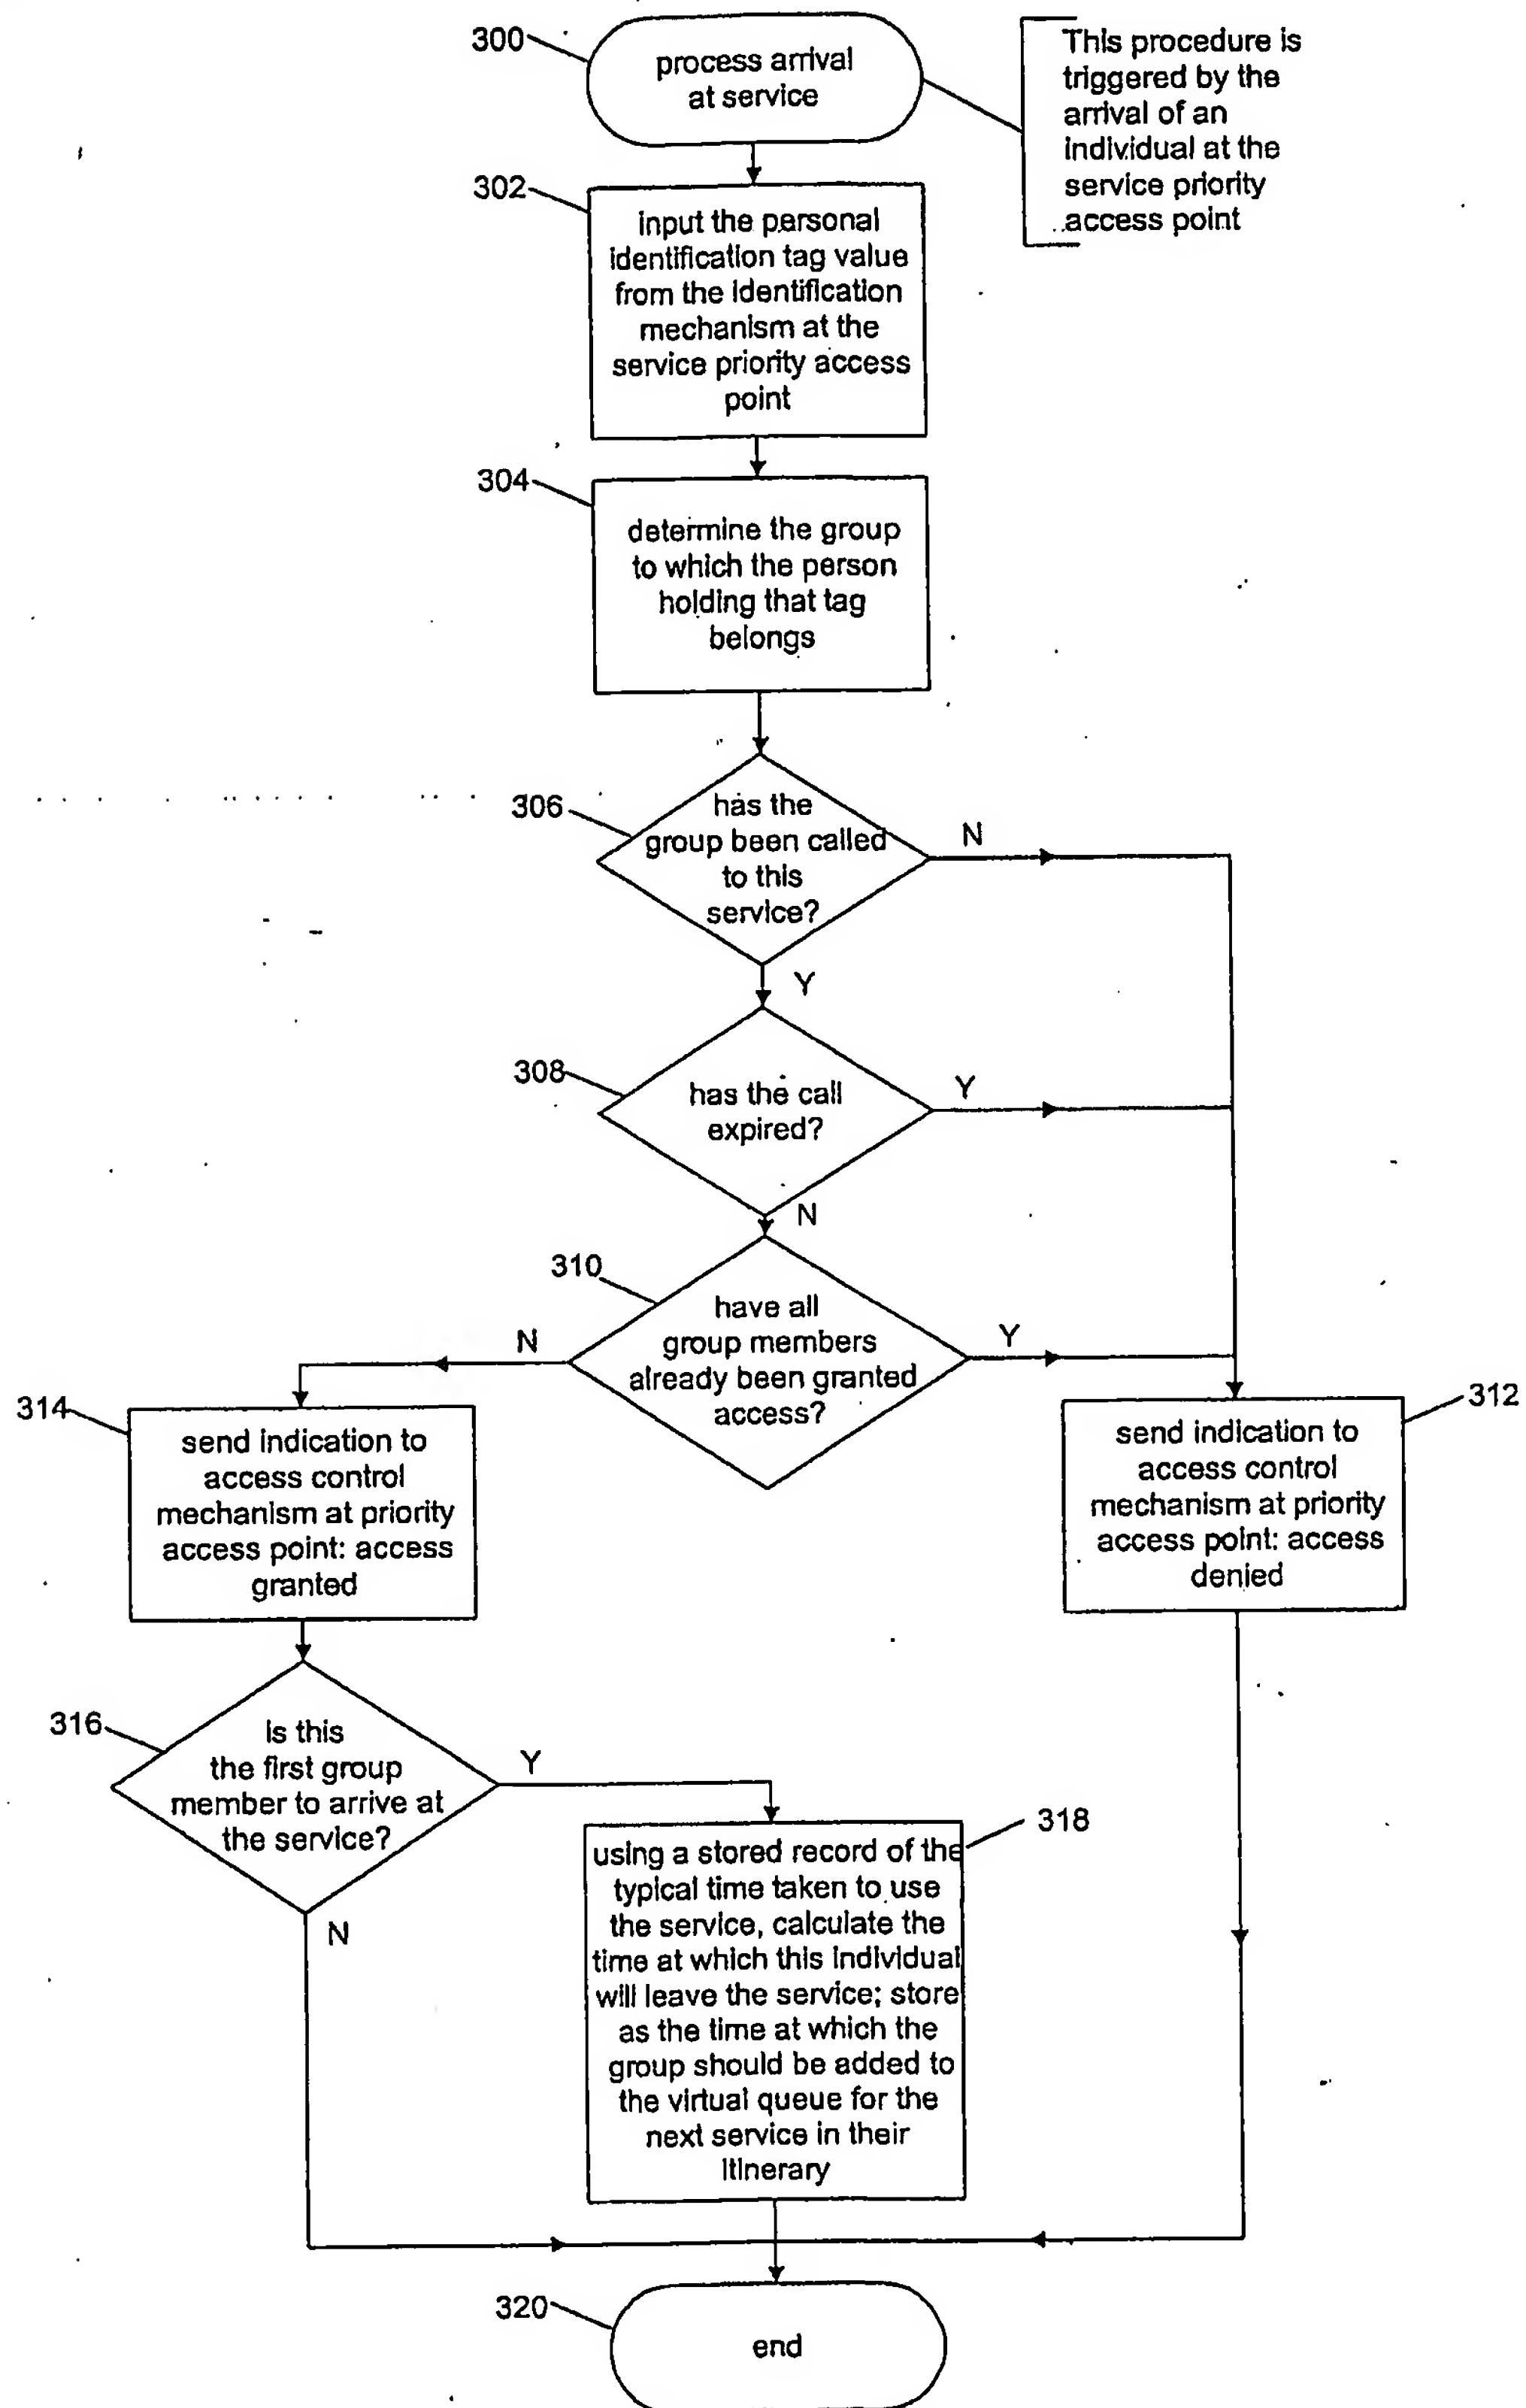 300
process arrival
at service
This procedure is
triggered by the
arrival of an
individual at the
service priority
access point
302
input the personal
identification tag value
from the identification
mechanism at the
service priority access
point
304
determine the group
to which the person
holding that tag
belongs
306
has the
group been called
to this
service?
N
Y
308
has the call
expired?
Y
N
310
have all
group members
already been granted
access?
N
Y
314
send indication to
access control
mechanism at priority
access point: access
granted
312
send indication to
access control
mechanism at priority
access point: access
denied
316
is this
the first group
member to arrive at
the service?
Y
N
318
using a stored record of the
typical time taken to use
the service, calculate the
time at which this individual
will leave the service; store
as the time at which the
group should be added to
the virtual queue for the
next service in their
itinerary
320
end